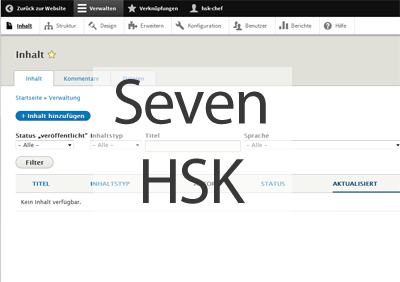 Zurück zur Website Verwalten Verknüpfungen hsk-chef
Inhalt Struktur Design Erweitern Konfiguration Benutzer Berichte Hilfe
Inhalt
Inhalt Kommentare Dateien
Startseite » Verwaltung
Seven
+ Inhalt hinzufügen
Status „veröffentlicht“ Inhaltstyp Titel Sprache
– Alle – – Alle – – Alle –
Filter
HSK
TITEL INHALTSTYP AUTOR STATUS AKTUALISIERT
Kein Inhalt verfügbar.